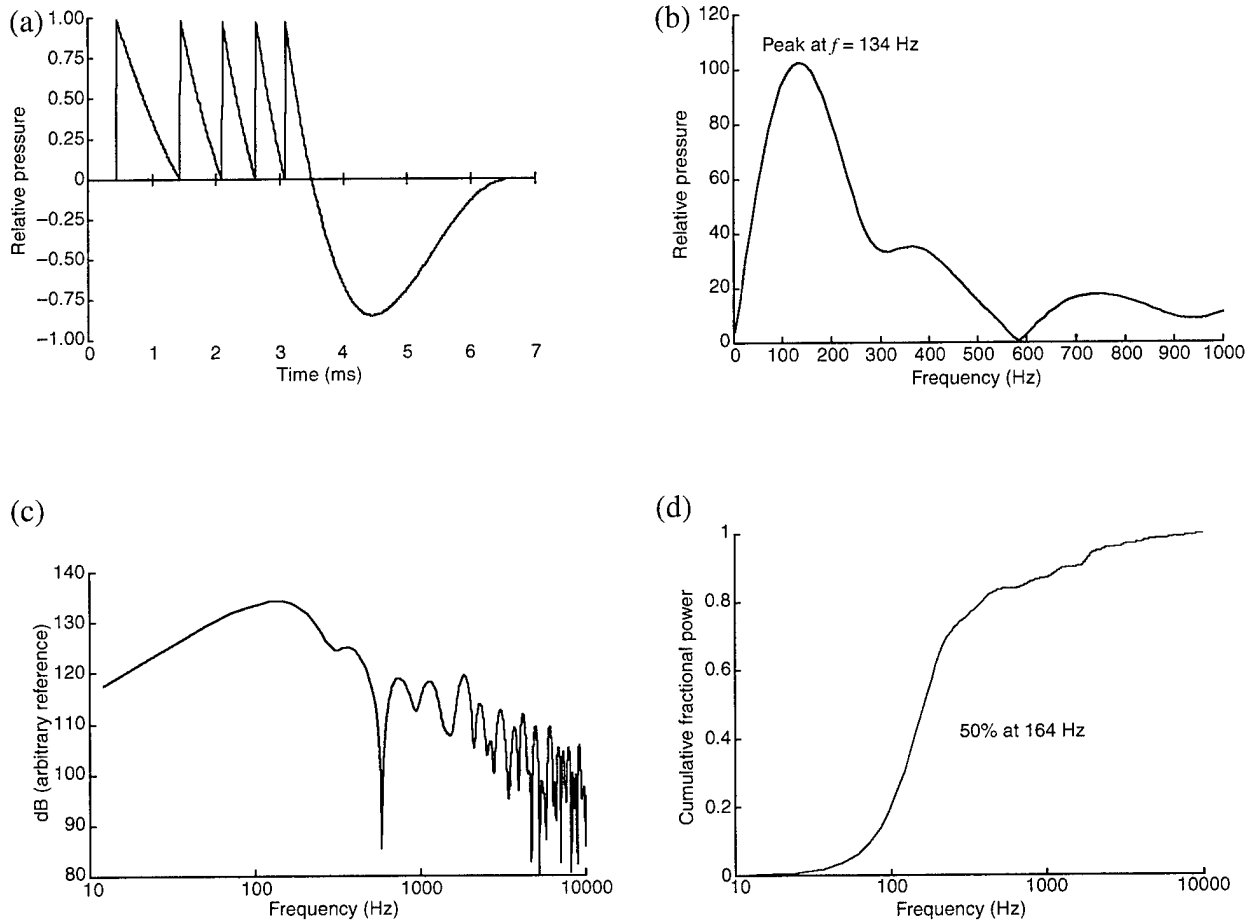 (a)
1.00
0.75
0.50
0.25
0
−0.25
−0.50
−0.75
−1.00
Relative pressure
0 1 2 3 4 5 6 7
Time (ms)
(b)
120
100
80
60
40
20
0
Relative pressure
Peak at f = 134 Hz
0 100 200 300 400 500 600 700 800 900 1000
Frequency (Hz)
(c)
140
130
120
110
100
90
80
dB (arbitrary reference)
10 100 1000 10000
Frequency (Hz)
(d)
1
0.8
0.6
0.4
0.2
0
Cumulative fractional power
50% at 164 Hz
10 100 1000 10000
Frequency (Hz)